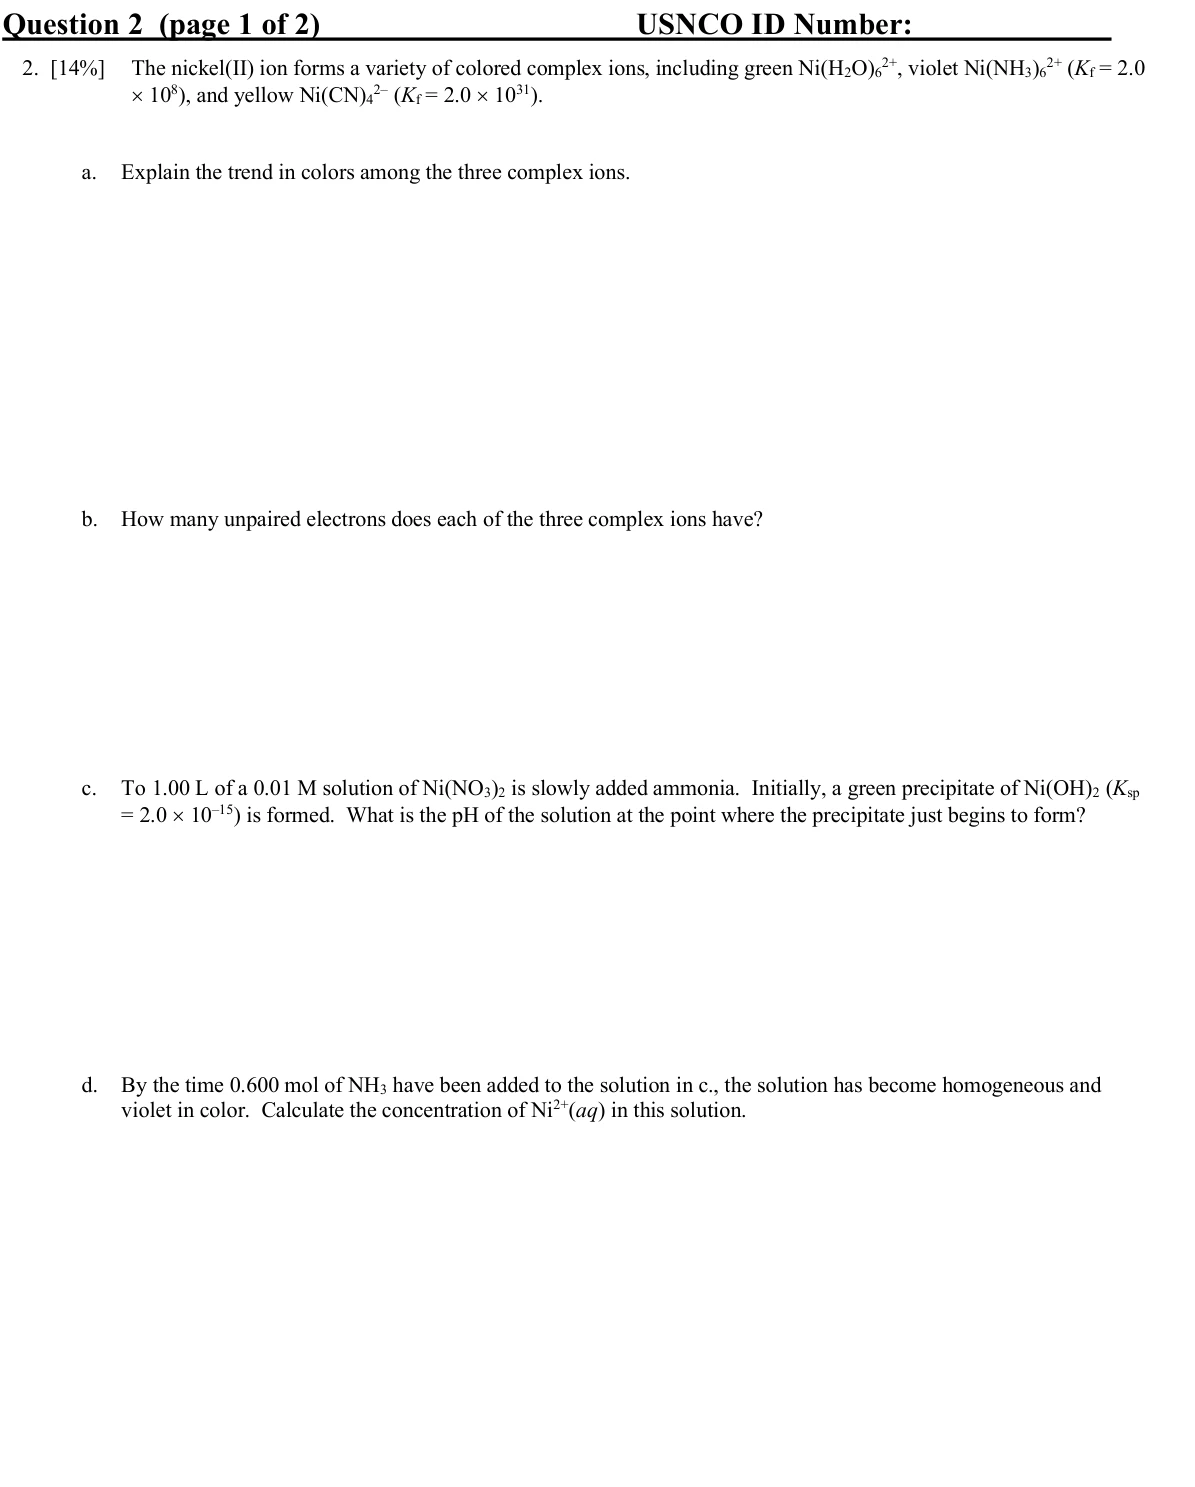 Question 2  (page 1 of 2)    USNCO ID Number:
2. [14%] The nickel(II) ion forms a variety of colored complex ions, including green Ni(H₂O)₆²⁺, violet Ni(NH₃)₆²⁺ (Kf = 2.0
× 10⁸), and yellow Ni(CN)₄²⁻ (Kf = 2.0 × 10³¹).
a. Explain the trend in colors among the three complex ions.
b. How many unpaired electrons does each of the three complex ions have?
c. To 1.00 L of a 0.01 M solution of Ni(NO₃)₂ is slowly added ammonia. Initially, a green precipitate of Ni(OH)₂ (Ksp
= 2.0 × 10⁻¹⁵) is formed. What is the pH of the solution at the point where the precipitate just begins to form?
d. By the time 0.600 mol of NH₃ have been added to the solution in c., the solution has become homogeneous and
violet in color. Calculate the concentration of Ni²⁺(aq) in this solution.